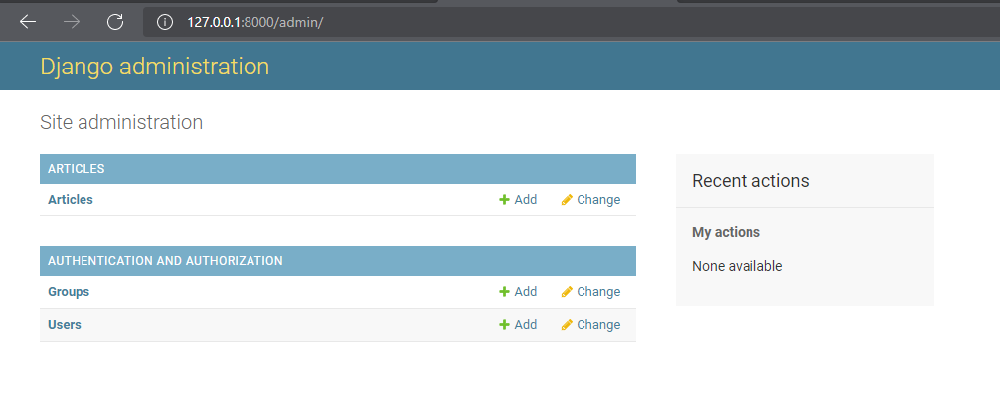 127.0.0.1:8000/admin/
Django administration
Site administration
ARTICLES
Articles Add Change
AUTHENTICATION AND AUTHORIZATION
Groups Add Change
Users Add Change
Recent actions
My actions
None available